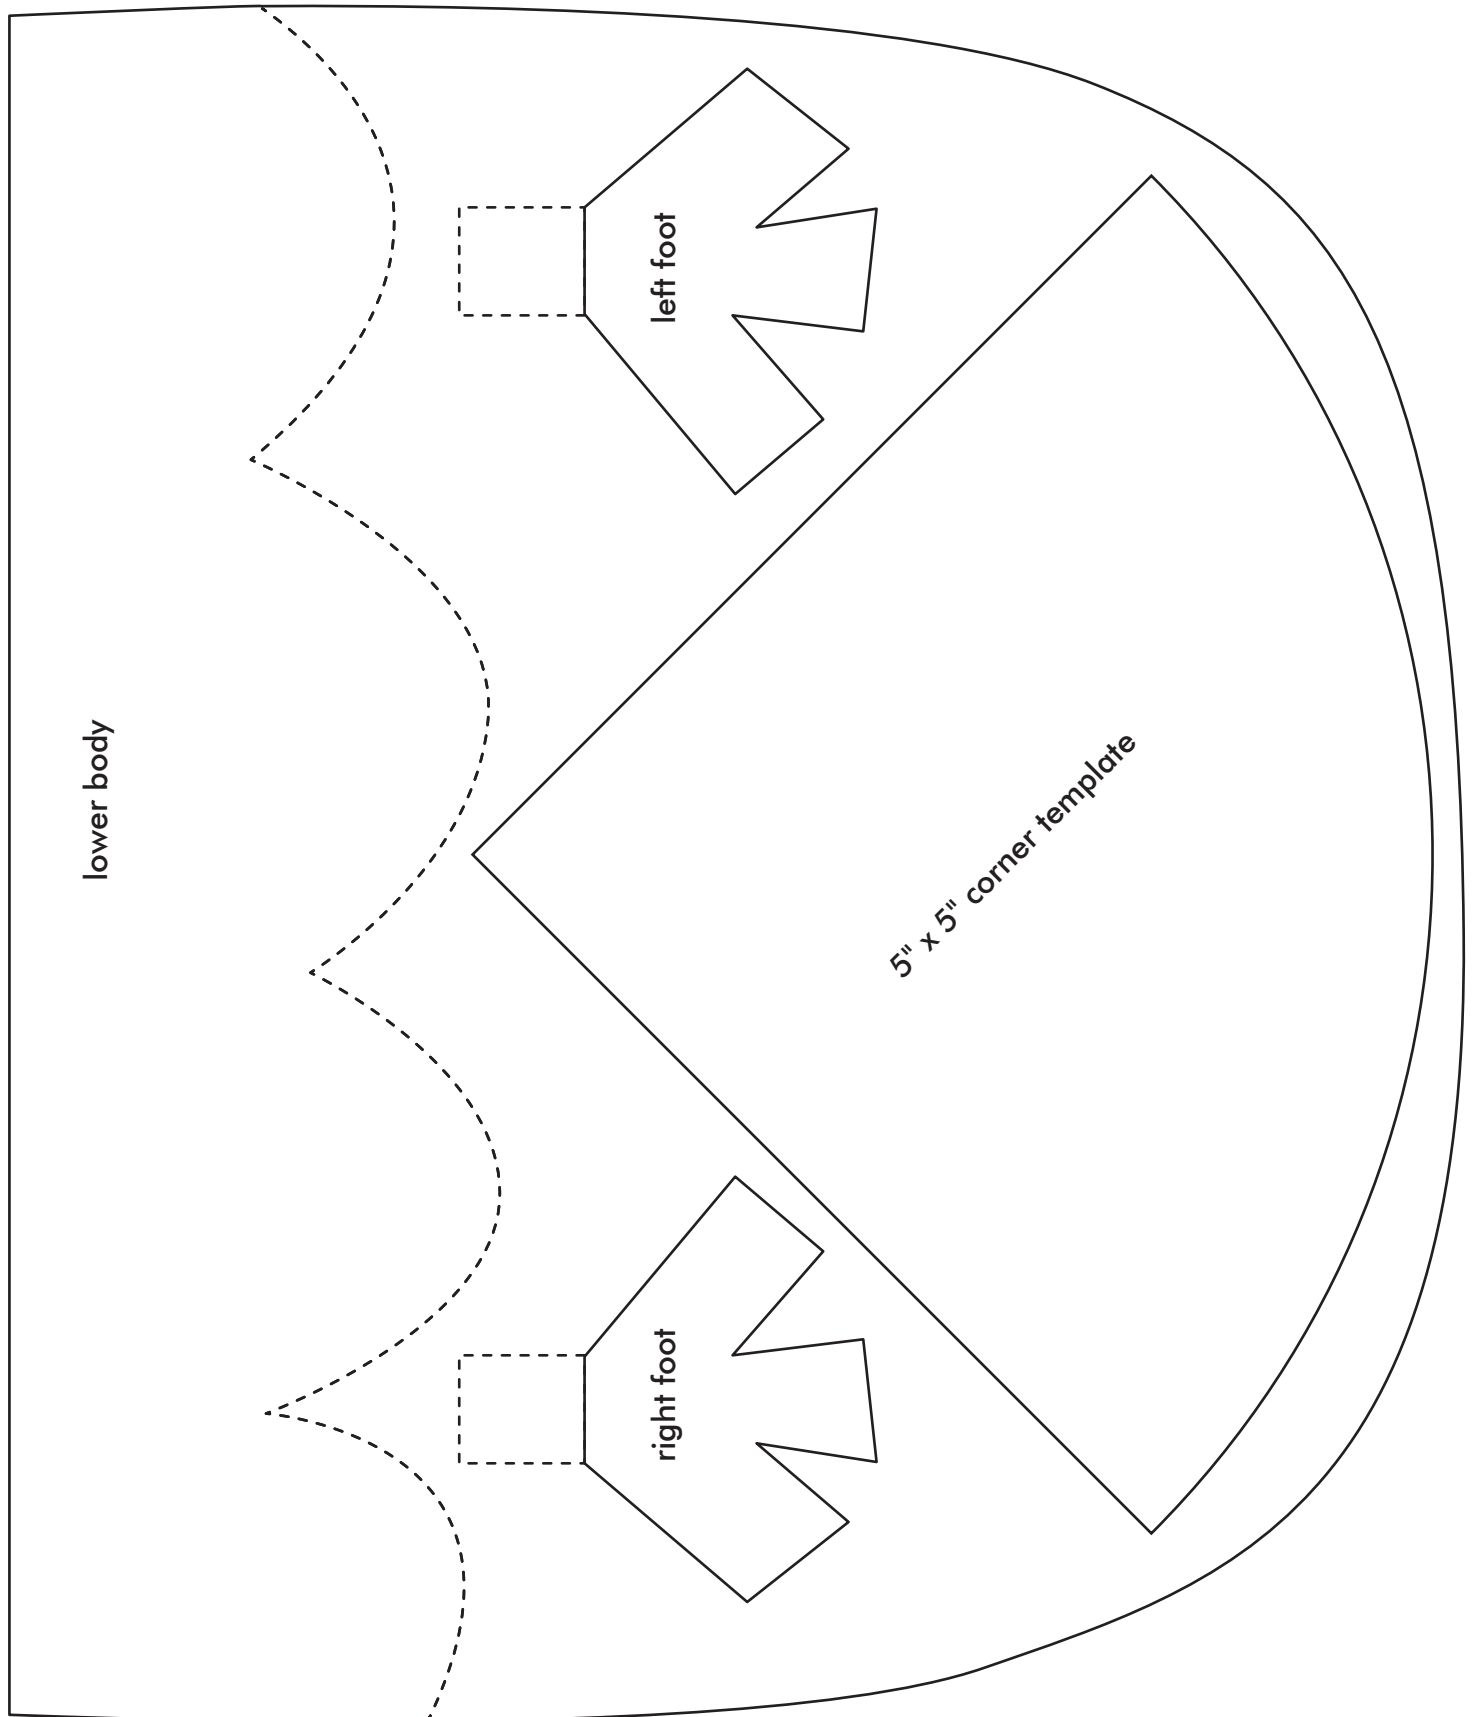 lower body
left foot
5" x 5" corner template
right foot